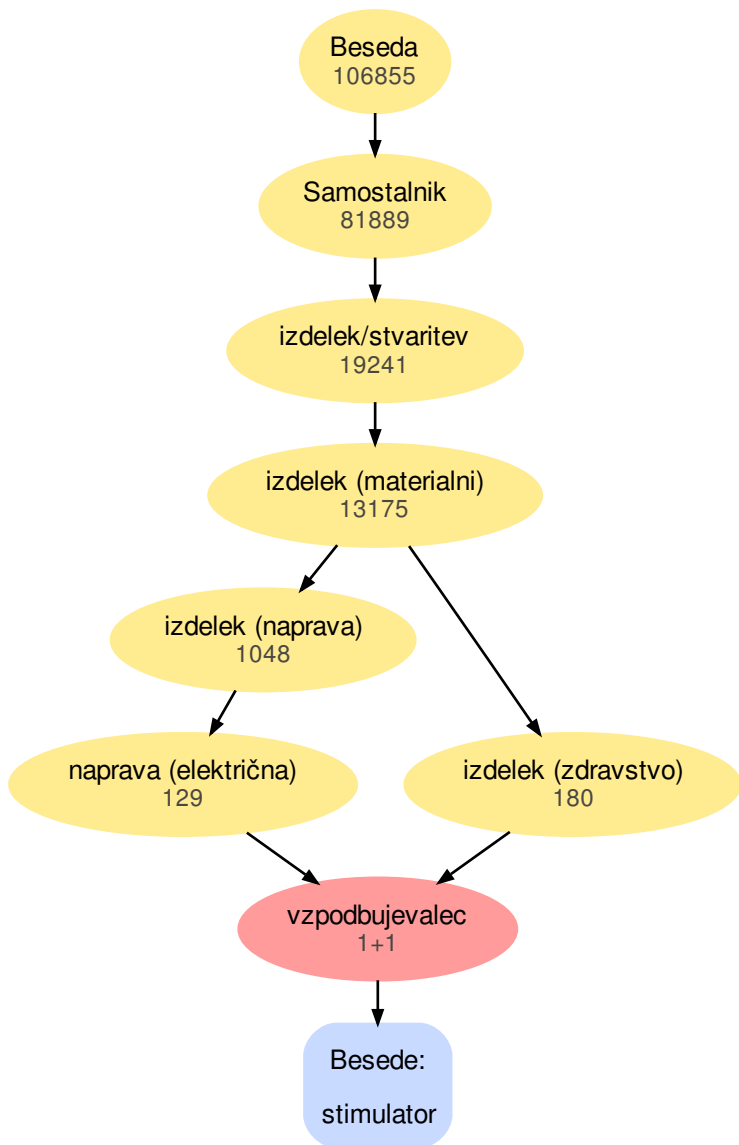 Beseda
106855
Samostalnik
81889
izdelek/stvaritev
19241
izdelek (materialni)
13175
izdelek (naprava)
1048
naprava (električna)
129
izdelek (zdravstvo)
180
vzpodbujevalec
1+1
Besede:
stimulator